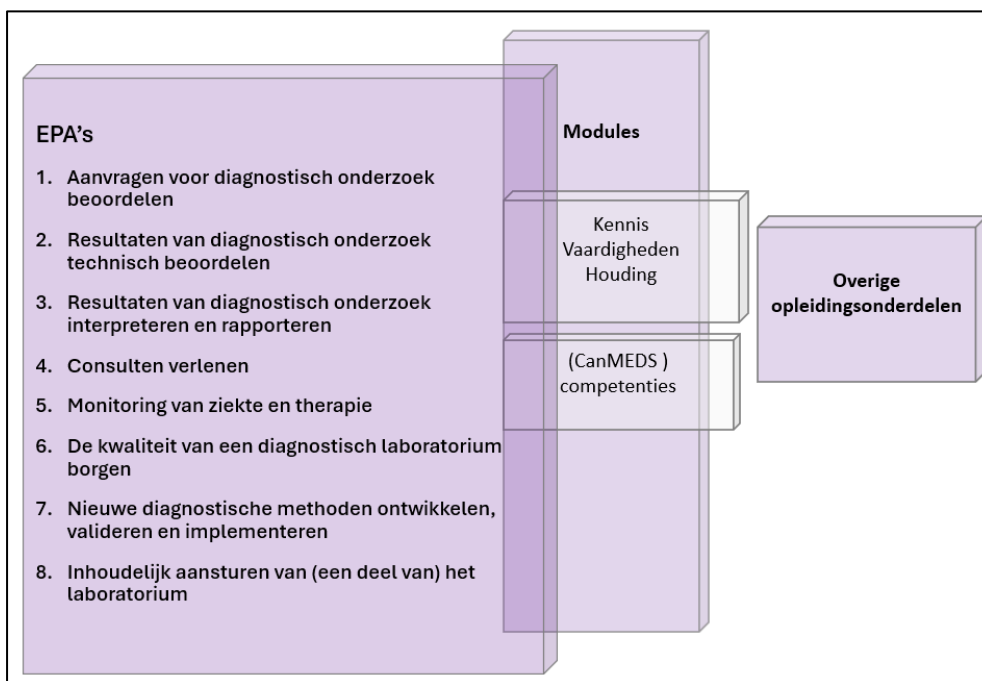 EPA's
1. Aanvragen voor diagnostisch onderzoek
beoordelen
2. Resultaten van diagnostisch onderzoek
technisch beoordelen
3. Resultaten van diagnostisch onderzoek
interpreteren en rapporteren
4. Consulten verlenen
5. Monitoring van ziekte en therapie
6. De kwaliteit van een diagnostisch laboratorium
borgen
7. Nieuwe diagnostische methoden ontwikkelen,
valideren en implementeren
8. Inhoudelijk aansturen van (een deel van) het
laboratorium
Modules
Kennis
Vaardigheden
Houding
(CanMEDS )
competenties
Overige
opleidingsonderdelen